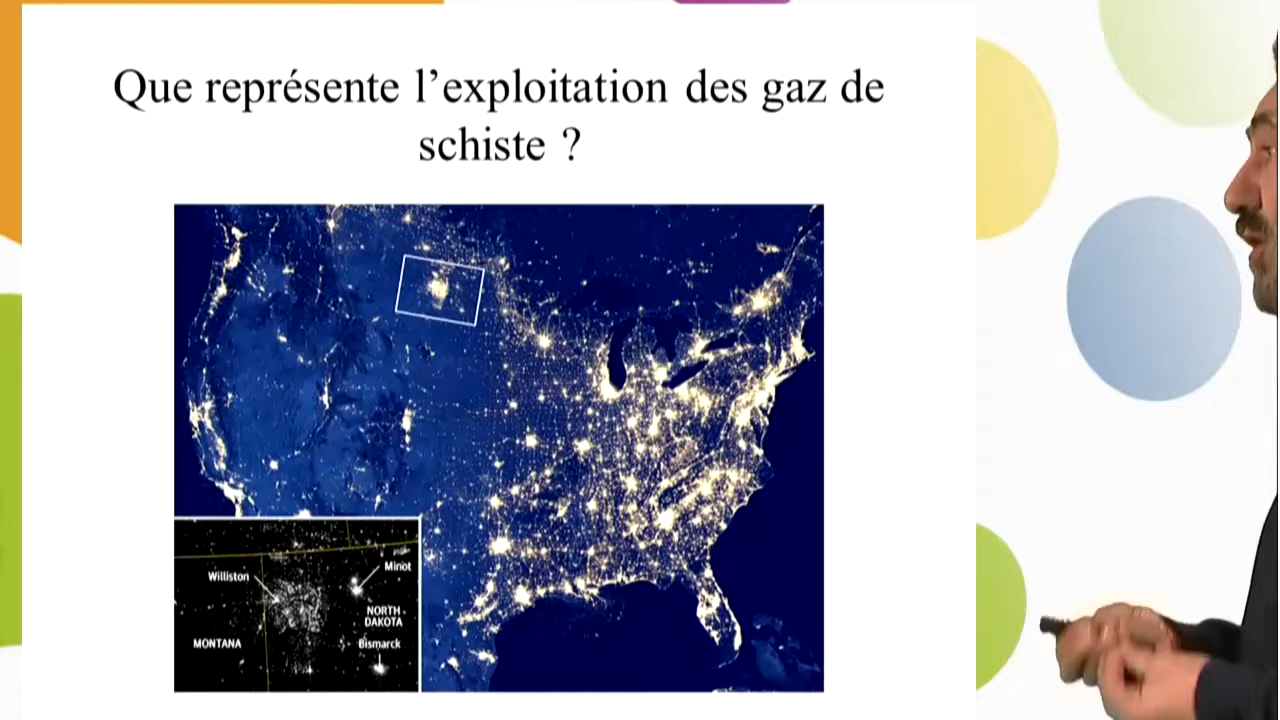 Que représente l’exploitation des gaz de
schiste ?
Williston
Minot
NORTH
DAKOTA
MONTANA
Bismarck